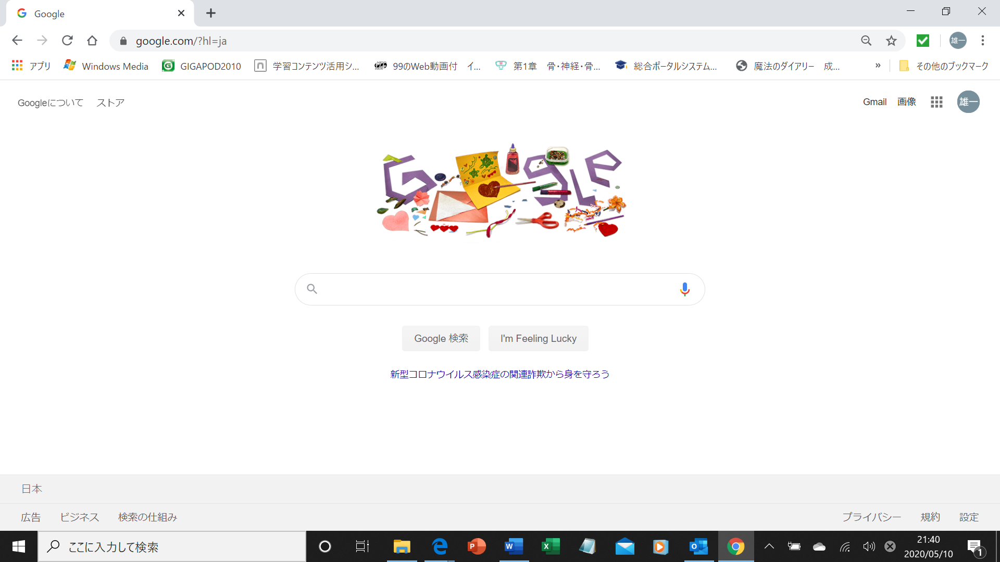 Google
google.com/?hl=ja
雄一
アプリ Windows Media GIGAPOD2010 学習コンテンツ活用シ... 99のWeb動画付 イ... 第1章 骨・神経・骨... 総合ポータルシステム... 魔法のダイアリー 成... » その他のブックマーク
Googleについて ストア Gmail 画像 雄一
Google
Google 検索 I'm Feeling Lucky
新型コロナウイルス感染症の関連詐欺から身を守ろう
日本
広告 ビジネス 検索の仕組み プライバシー 規約 設定
ここに入力して検索
21:40
2020/05/10
1